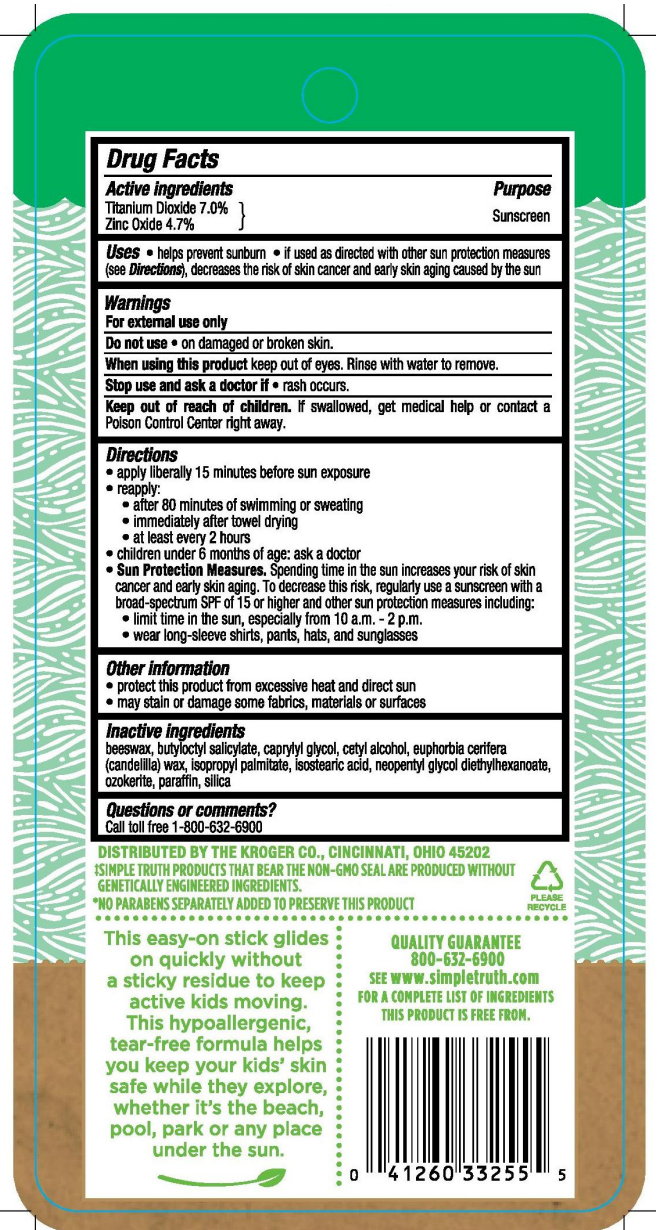 Drug Facts
Active ingredients Purpose
Titanium Dioxide 7.0%
Zinc Oxide 4.7% } Sunscreen
Uses • helps prevent sunburn • if used as directed with other sun protection measures
(see Directions), decreases the risk of skin cancer and early skin aging caused by the sun
Warnings
For external use only
Do not use • on damaged or broken skin.
When using this product keep out of eyes. Rinse with water to remove.
Stop use and ask a doctor if • rash occurs.
Keep out of reach of children. If swallowed, get medical help or contact a
Poison Control Center right away.
Directions
• apply liberally 15 minutes before sun exposure
• reapply:
• after 80 minutes of swimming or sweating
• immediately after towel drying
• at least every 2 hours
• children under 6 months of age: ask a doctor
• Sun Protection Measures. Spending time in the sun increases your risk of skin
cancer and early skin aging. To decrease this risk, regularly use a sunscreen with a
broad-spectrum SPF of 15 or higher and other sun protection measures including:
• limit time in the sun, especially from 10 a.m. - 2 p.m.
• wear long-sleeve shirts, pants, hats, and sunglasses
Other information
• protect this product from excessive heat and direct sun
• may stain or damage some fabrics, materials or surfaces
Inactive ingredients
beeswax, butyloctyl salicylate, caprylyl glycol, cetyl alcohol, euphorbia cerifera
(candelilla) wax, isopropyl palmitate, isostearic acid, neopentyl glycol diethylhexanoate,
ozokerite, paraffin, silica
Questions or comments?
Call toll free 1-800-632-6900
DISTRIBUTED BY THE KROGER CO., CINCINNATI, OHIO 45202
‡SIMPLE TRUTH PRODUCTS THAT BEAR THE NON-GMO SEAL ARE PRODUCED WITHOUT
GENETICALLY ENGINEERED INGREDIENTS.
*NO PARABENS SEPARATELY ADDED TO PRESERVE THIS PRODUCT
PLEASE
RECYCLE
This easy-on stick glides
on quickly without
a sticky residue to keep
active kids moving.
This hypoallergenic,
tear-free formula helps
you keep your kids' skin
safe while they explore,
whether it's the beach,
pool, park or any place
under the sun.
QUALITY GUARANTEE
800-632-6900
SEE www.simpletruth.com
FOR A COMPLETE LIST OF INGREDIENTS
THIS PRODUCT IS FREE FROM.
0 41260 33255 5